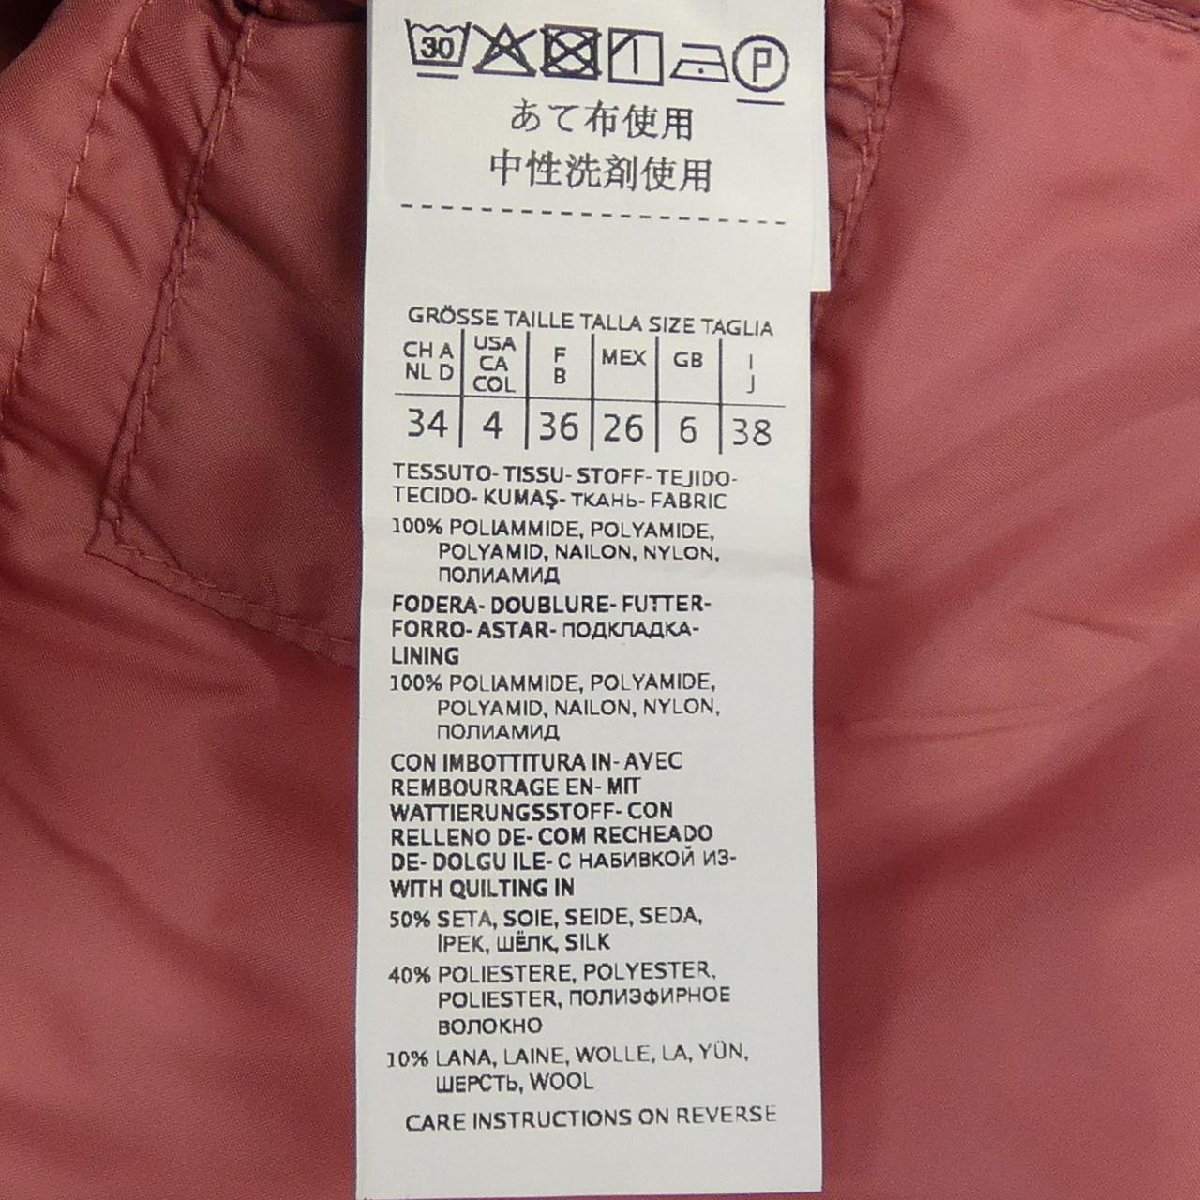 30 P
あて布使用
中性洗剤使用
GRÖSSE TAILLE TALLA SIZE TAGLIA
CH A NL D USA CA COL F B MEX GB I J
34 4 36 26 6 38
TESSUTO- TISSU- STOFF- TEJIDO-
TECIDO- KUMAŞ- ТКАНЬ- FABRIC
100% POLIAMMIDE, POLYAMIDE,
POLYAMID, NAILON, NYLON,
ПОЛИАМИД
FODERA- DOUBLURE- FUTTER-
FORRO- ASTAR- ПОДКЛАДКА-
LINING
100% POLIAMMIDE, POLYAMIDE,
POLYAMID, NAILON, NYLON,
ПОЛИАМИД
CON IMBOTTITURA IN- AVEC
REMBOURRAGE EN- MIT
WATTIERUNGSSTOFF- CON
RELLENO DE- COM RECHEADO
DE- DOLGU ILE- С НАБИВКОЙ ИЗ-
WITH QUILTING IN
50% SETA, SOIE, SEIDE, SEDA,
İPEK, ШЁЛК, SILK
40% POLIESTERE, POLYESTER,
POLIESTER, ПОЛИЭФИРНОЕ
ВОЛОКНО
10% LANA, LAINE, WOLLE, LA, YÜN,
ШЕРСТЬ, WOOL
CARE INSTRUCTIONS ON REVERSE